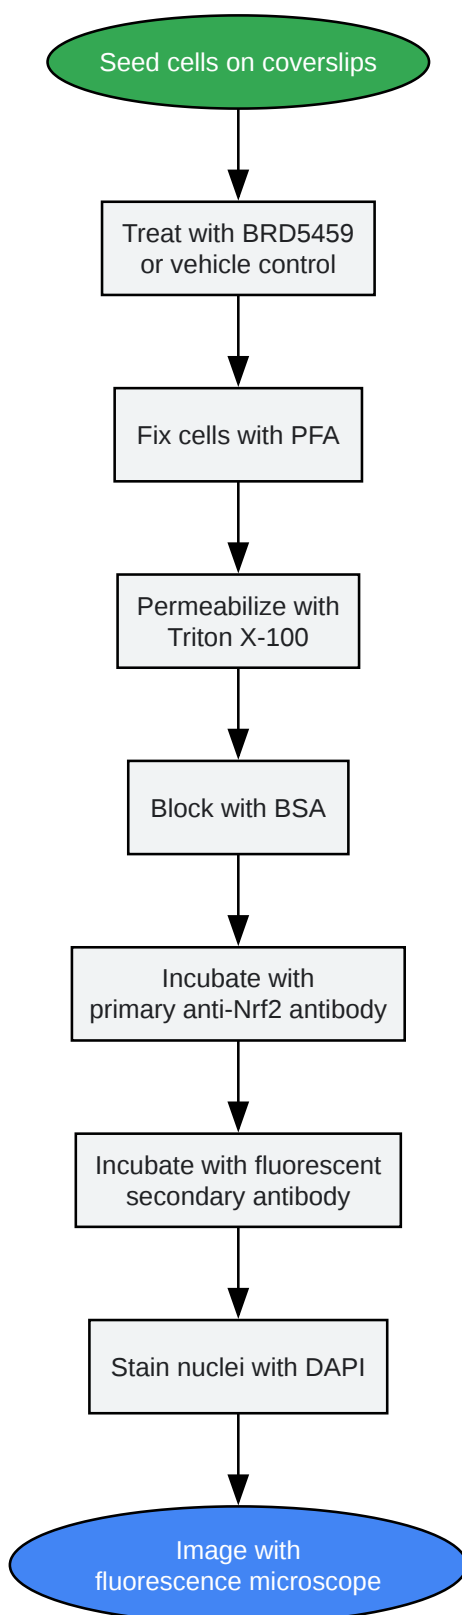 Seed cells on coverslips
Treat with BRD5459
or vehicle control
Fix cells with PFA
Permeabilize with
Triton X-100
Block with BSA
Incubate with
primary anti-Nrf2 antibody
Incubate with fluorescent
secondary antibody
Stain nuclei with DAPI
Image with
fluorescence microscope